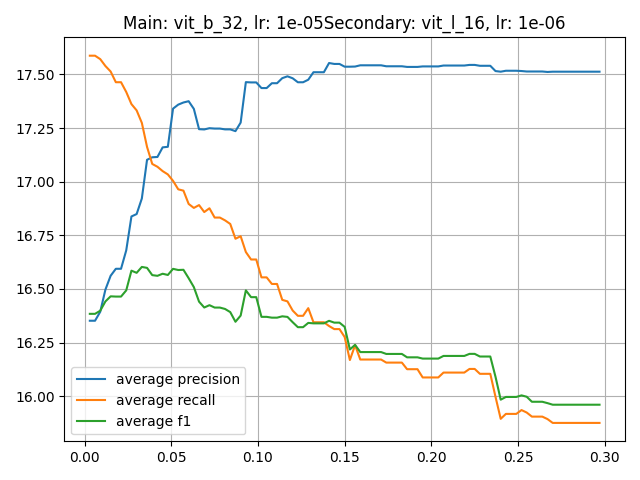 Main: vit_b_32, lr: 1e-05Secondary: vit_l_16, lr: 1e-06
17.50
17.25
17.00
16.75
16.50
16.25
16.00
average precision
average recall
average f1
0.00 0.05 0.10 0.15 0.20 0.25 0.30